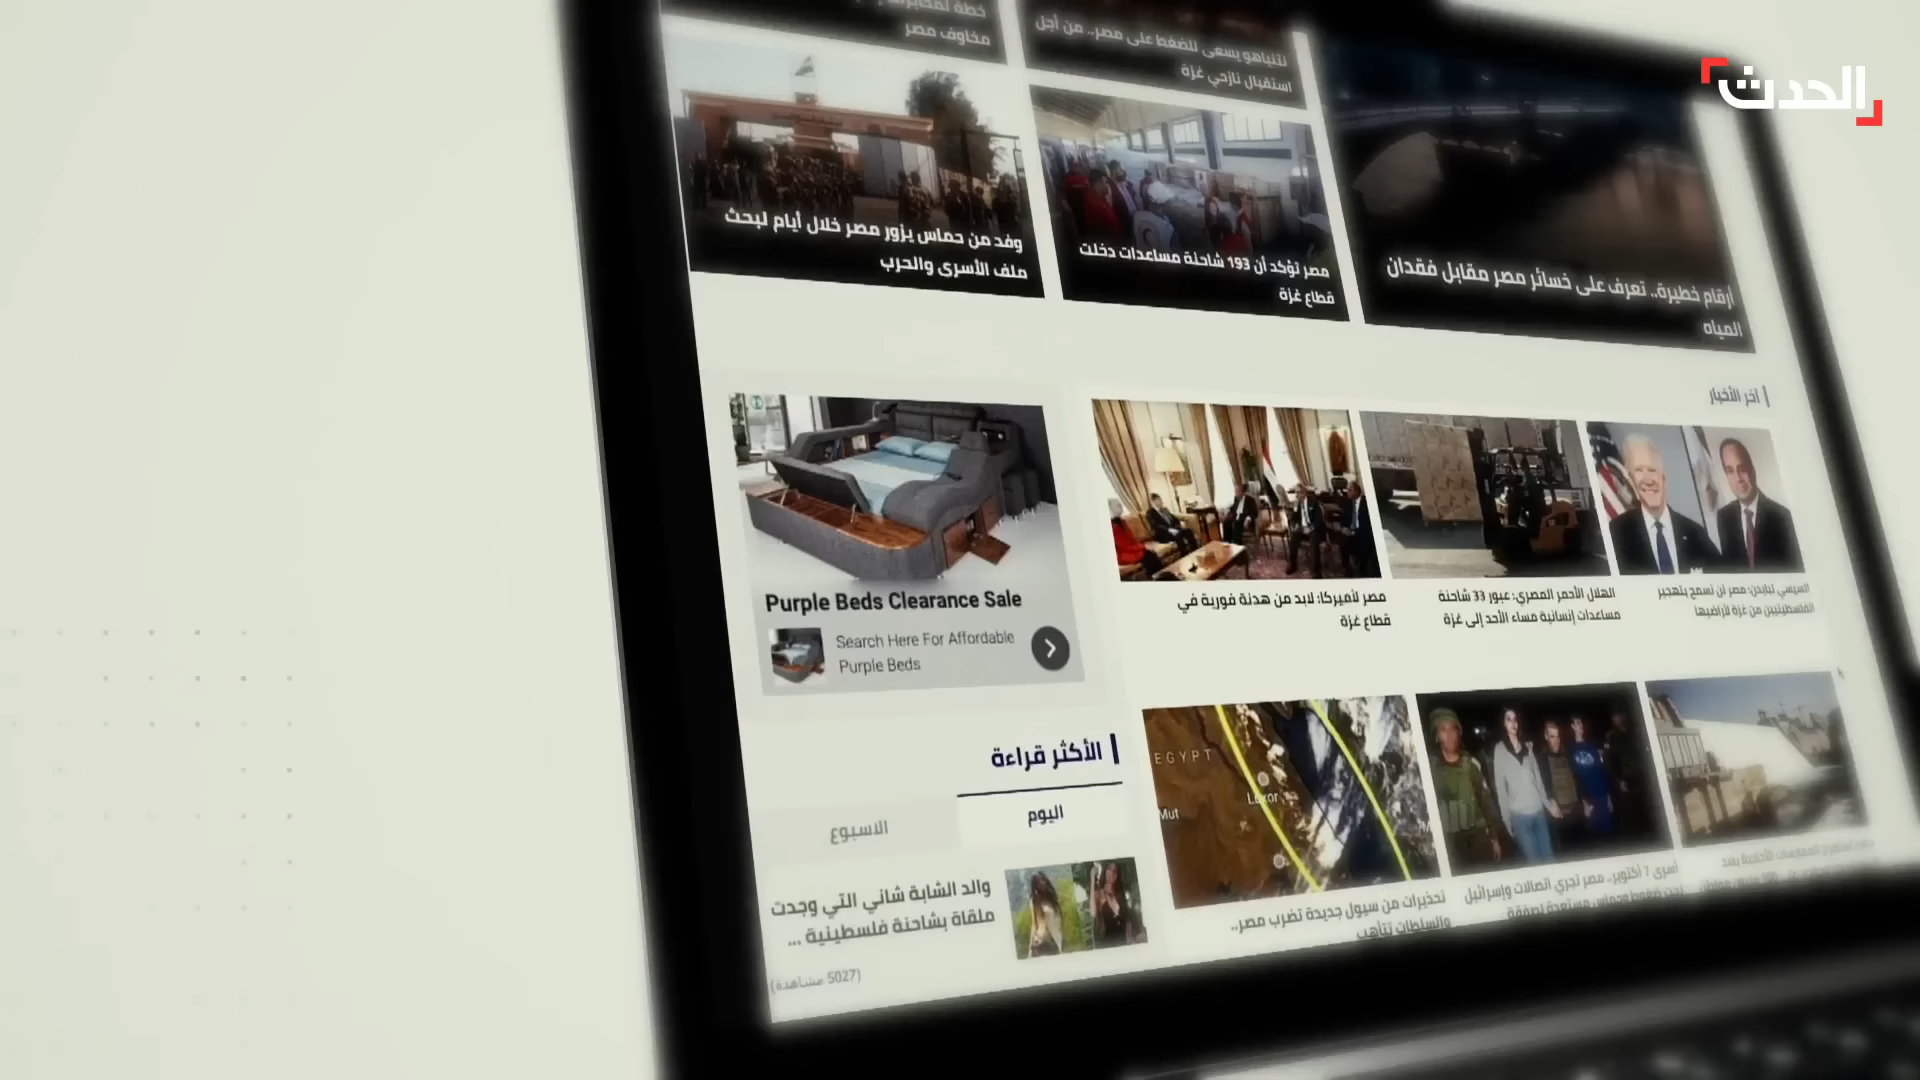 الحدث
خطة لمخابرات
مخاوف مصر
نتنياهو يسعى للضغط على مصر.. من أجل
استقبال نازحي غزة
وفد من حماس يزور مصر خلال أيام لبحث
ملف الأسرى والحرب
مصر تؤكد أن 193 شاحنة مساعدات دخلت
قطاع غزة
أرقام خطيرة.. تعرف على خسائر مصر مقابل فقدان
المياه
آخر الأخبار
السيسي لبايدن: مصر لن تسمح بتهجير
الفلسطينيين من غزة لأراضيها
الهلال الأحمر المصري: عبور 33 شاحنة
مساعدات إنسانية مساء الأحد إلى غزة
مصر لأميركا: لابد من هدنة فورية في
قطاع غزة
Purple Beds Clearance Sale
Search Here For Affordable
Purple Beds
الأكثر قراءة
اليوم
الاسبوع
والد الشابة شاني التي وجدت
ملقاة بشاحنة فلسطينية ...
(5027 مشاهدة)
EGYPT
Luxor
Mut
تحذيرات من سيول جديدة تضرب مصر..
والسلطات تتأهب
أسرى 7 أكتوبر.. مصر تجري اتصالات وإسرائيل
تحت ضغوط وحماس مستعدة لصفقة